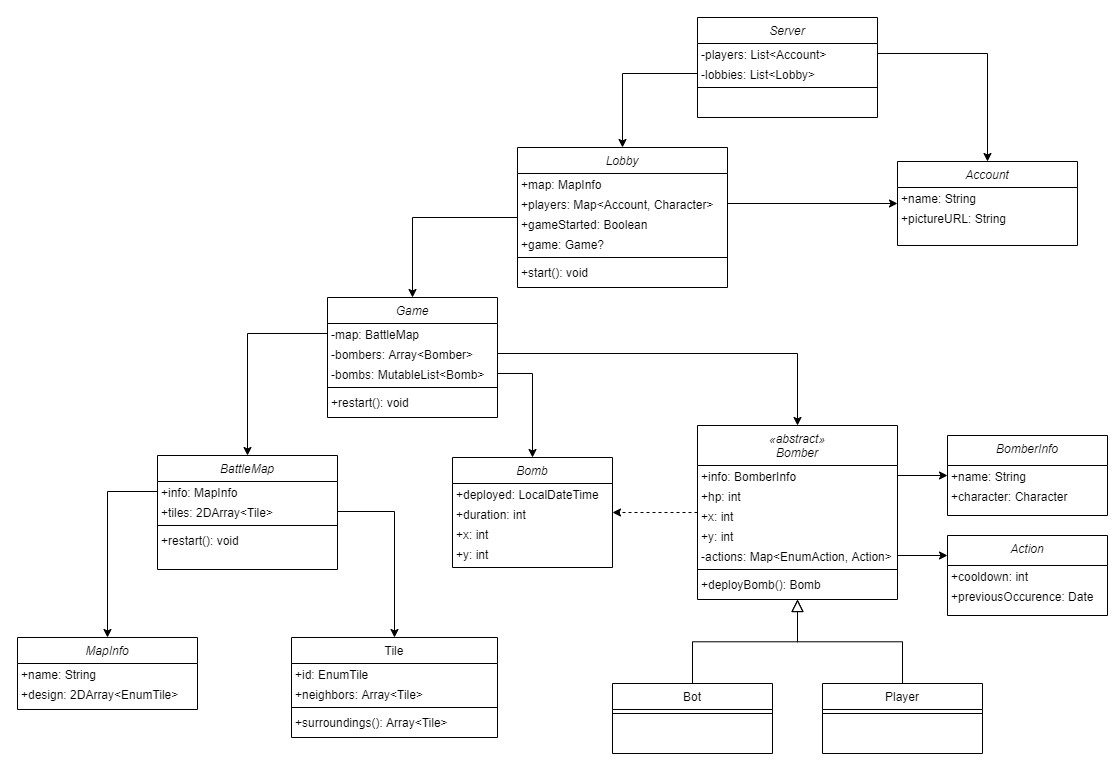 Server
-players: List<Account>
-lobbies: List<Lobby>
Lobby
+map: MapInfo
+players: Map<Account, Character>
+gameStarted: Boolean
+game: Game?
+start(): void
Account
+name: String
+pictureURL: String
Game
-map: BattleMap
-bombers: Array<Bomber>
-bombs: MutableList<Bomb>
+restart(): void
BattleMap
+info: MapInfo
+tiles: 2DArray<Tile>
+restart(): void
Bomb
+deployed: LocalDateTime
+duration: int
+x: int
+y: int
«abstract»
Bomber
+info: BomberInfo
+hp: int
+x: int
+y: int
-actions: Map<EnumAction, Action>
+deployBomb(): Bomb
BomberInfo
+name: String
+character: Character
Action
+cooldown: int
+previousOccurence: Date
MapInfo
+name: String
+design: 2DArray<EnumTile>
Tile
+id: EnumTile
+neighbors: Array<Tile>
+surroundings(): Array<Tile>
Bot
Player